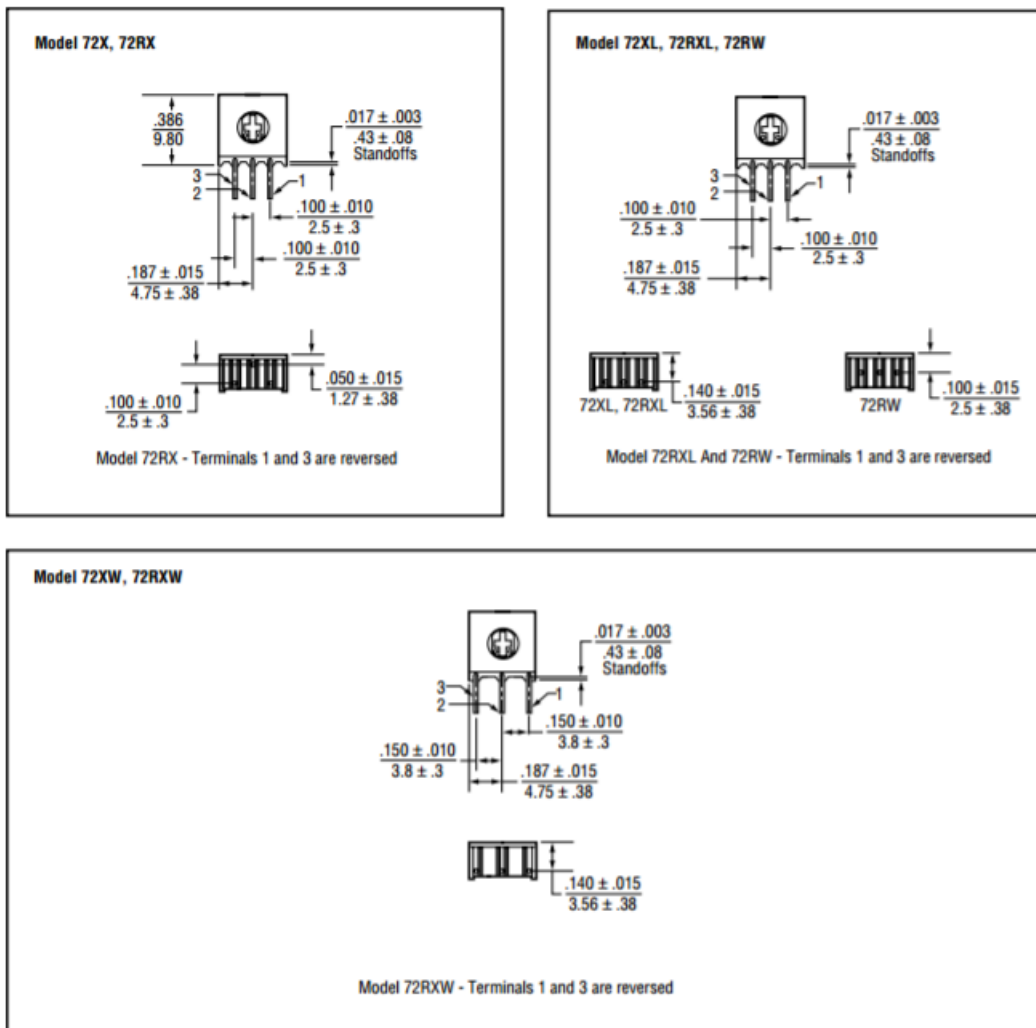 Model 72X, 72RX
.386
9.80
.017 ± .003
.43 ± .08
Standoffs
3
2
1
.100 ± .010
2.5 ± .3
.100 ± .010
2.5 ± .3
.187 ± .015
4.75 ± .38
.100 ± .010
2.5 ± .3
.050 ± .015
1.27 ± .38
Model 72RX - Terminals 1 and 3 are reversed
Model 72XL, 72RXL, 72RW
.017 ± .003
.43 ± .08
Standoffs
3
2
1
.100 ± .010
2.5 ± .3
.100 ± .010
2.5 ± .3
.187 ± .015
4.75 ± .38
72XL, 72RXL
.140 ± .015
3.56 ± .38
72RW
.100 ± .015
2.5 ± .38
Model 72RXL And 72RW - Terminals 1 and 3 are reversed
Model 72XW, 72RXW
.017 ± .003
.43 ± .08
Standoffs
3
2
1
.150 ± .010
3.8 ± .3
.150 ± .010
3.8 ± .3
.187 ± .015
4.75 ± .38
.140 ± .015
3.56 ± .38
Model 72RXW - Terminals 1 and 3 are reversed